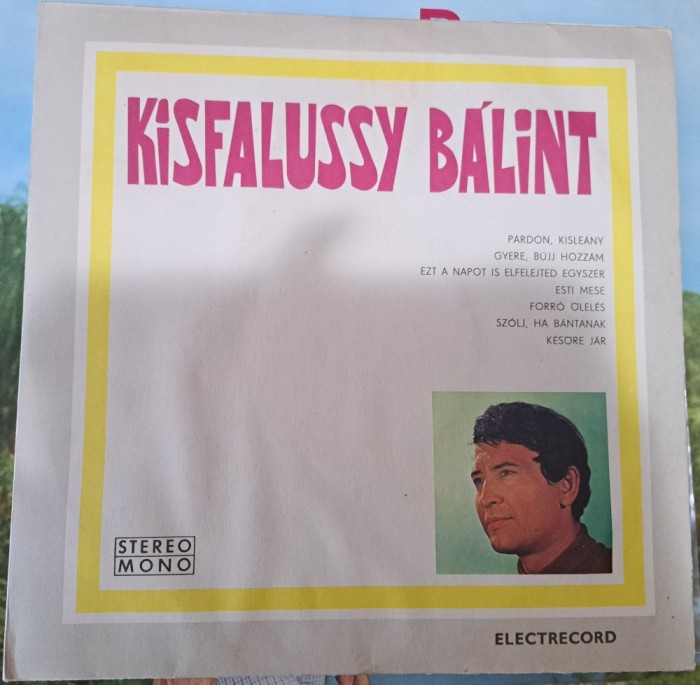 KiSFALUSSY BÁLiNT
PARDON, KISLEÁNY
GYERE, BÚJJ HOZZÁM
EZT A NAPOT IS ELFELEJTED EGYSZER
ESTI MESE
FORRÓ ÖLELÉS
SZÓLJ, HA BÁNTANAK
KÉSŐRE JÁR
STEREO
MONO
ELECTRECORD